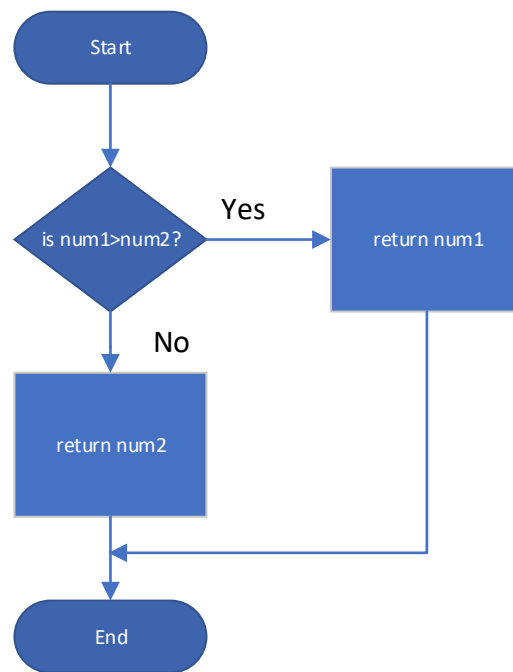 Start
is num1>num2?
Yes
return num1
No
return num2
End